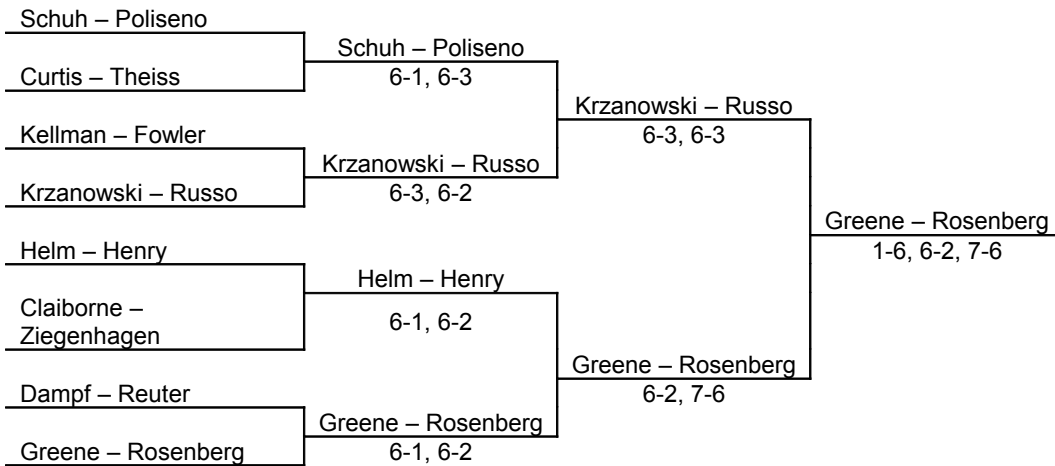 Schuh – Poliseno
Schuh – Poliseno
6-1, 6-3
Curtis – Theiss
Krzanowski – Russo
6-3, 6-3
Kellman – Fowler
Krzanowski – Russo
6-3, 6-2
Krzanowski – Russo
Greene – Rosenberg
1-6, 6-2, 7-6
Helm – Henry
Helm – Henry
6-1, 6-2
Claiborne –
Ziegenhagen
Greene – Rosenberg
6-2, 7-6
Dampf – Reuter
Greene – Rosenberg
6-1, 6-2
Greene – Rosenberg